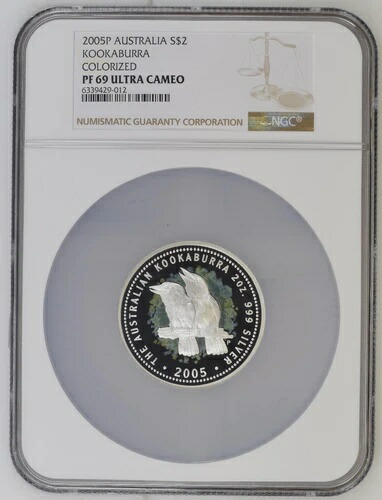 2005P AUSTRALIA S$2
KOOKABURRA
COLORIZED
PF 69 ULTRA CAMEO
6339429-012
NUMISMATIC GUARANTY CORPORATION
NGC®
THE AUSTRALIAN KOOKABURRA 2oz. 999 SILVER
· 2005 ·